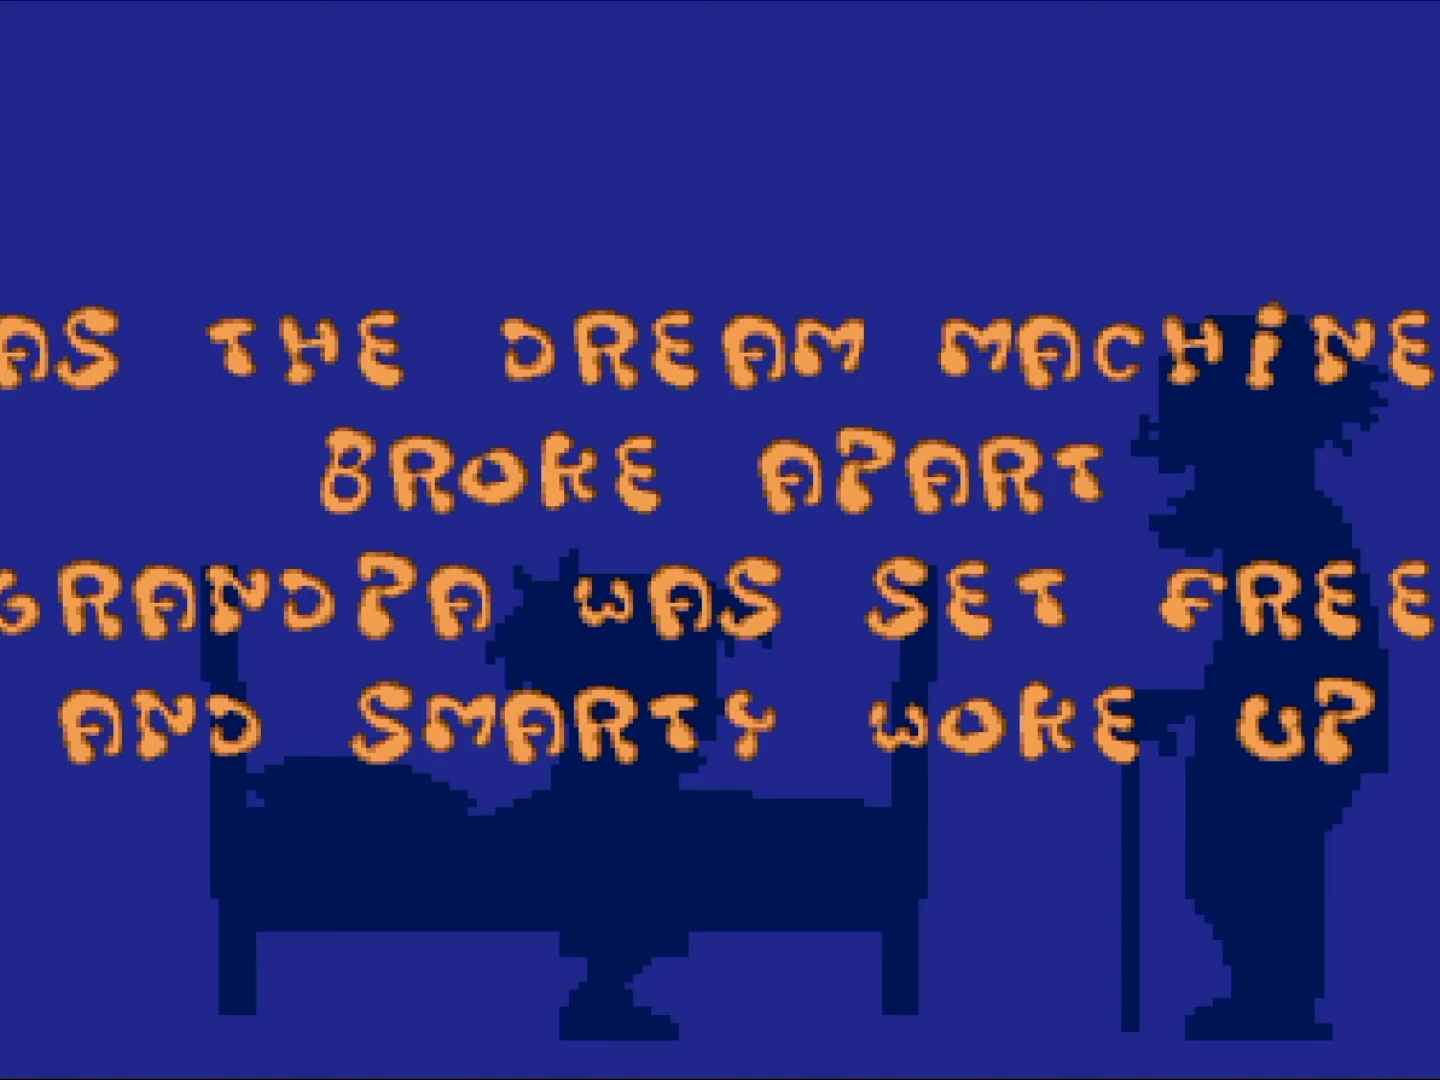 AS THE DREAM MACHINE
BROKE APART
GRANDPA WAS SET FREE
AND SMARTY WOKE UP